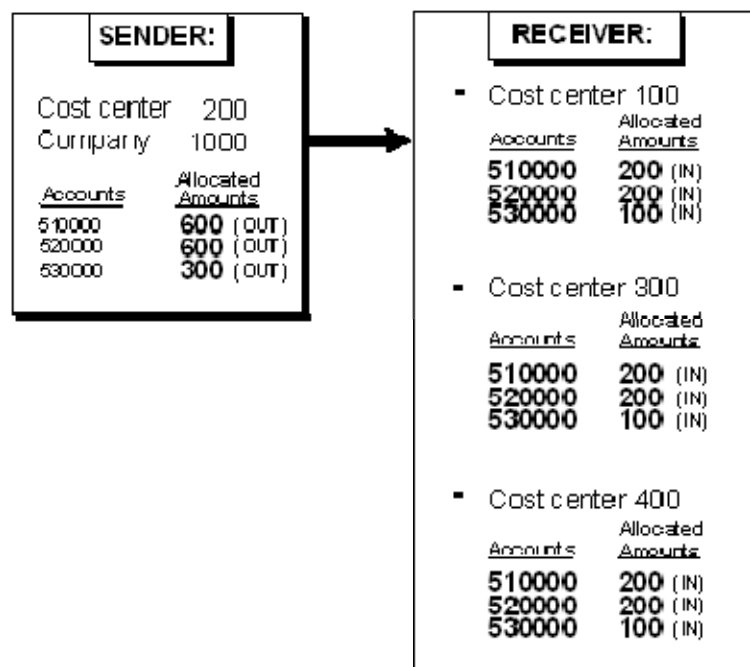 SENDER:
Cost center 200
Company 1000
Accounts Allocated Amounts
510000 600 (OUT)
520000 600 (OUT)
530000 300 (OUT)
RECEIVER:
- Cost center 100
Accounts Allocated Amounts
510000 200 (IN)
520000 200 (IN)
530000 100 (IN)
- Cost center 300
Accounts Allocated Amounts
510000 200 (IN)
520000 200 (IN)
530000 100 (IN)
- Cost center 400
Accounts Allocated Amounts
510000 200 (IN)
520000 200 (IN)
530000 100 (IN)